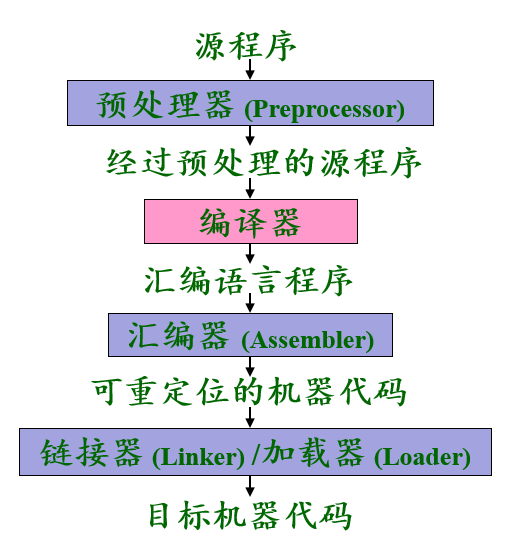 源程序
预处理器 (Preprocessor)
经过预处理的源程序
编译器
汇编语言程序
汇编器 (Assembler)
可重定位的机器代码
链接器 (Linker) /加载器 (Loader)
目标机器代码